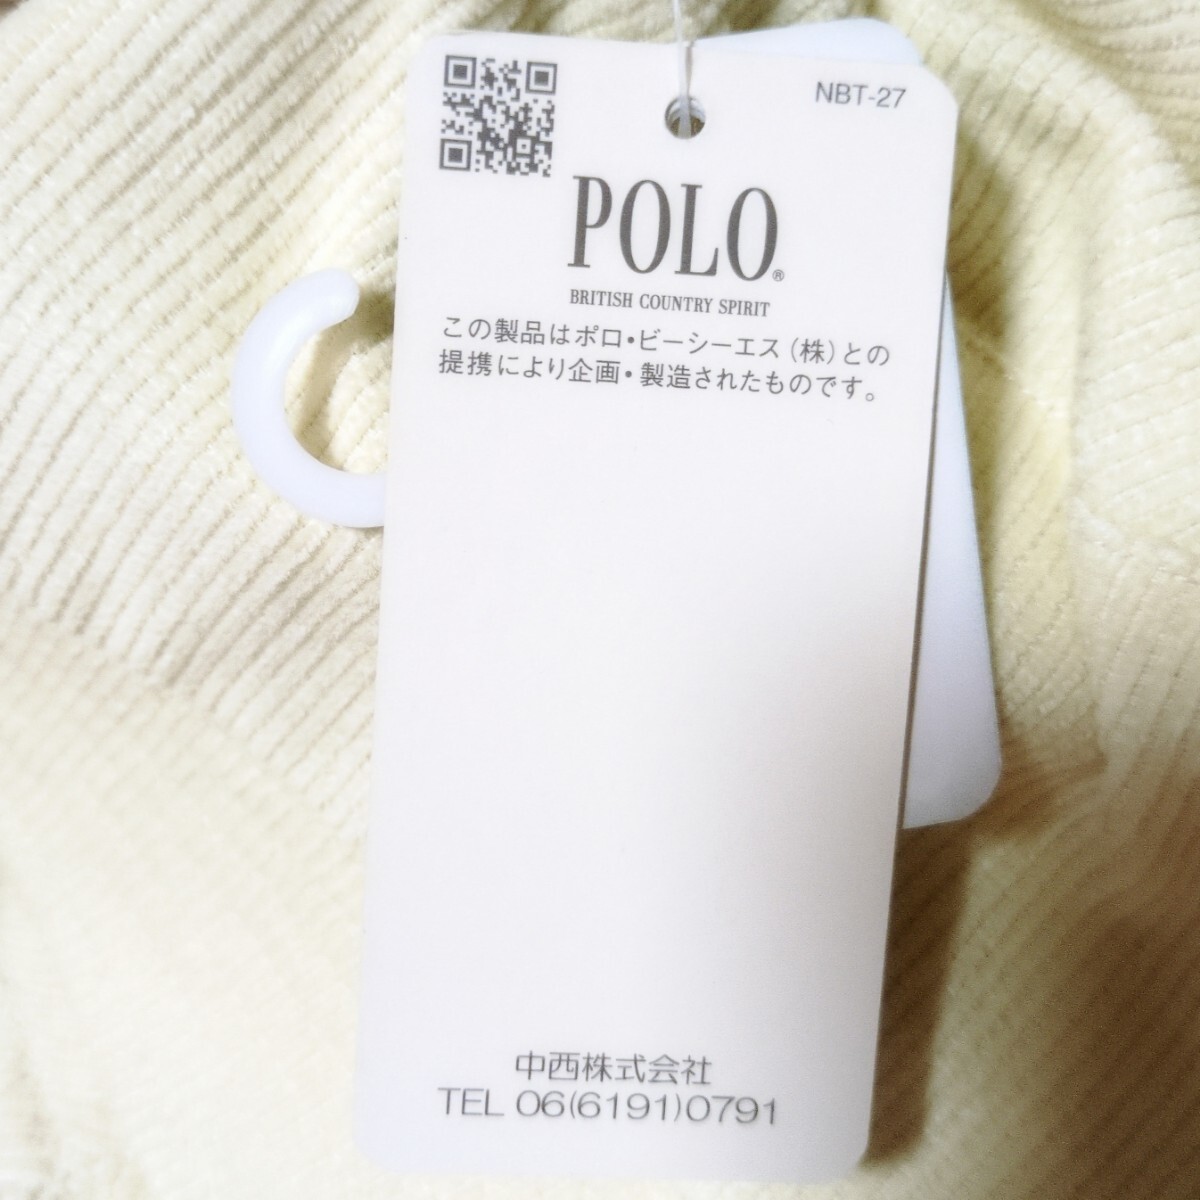 NBT-27
POLO®
BRITISH COUNTRY SPIRIT
この製品はポロ・ビーシーエス(株)との
提携により企画・製造されたものです。
中西株式会社
TEL 06(6191)0791